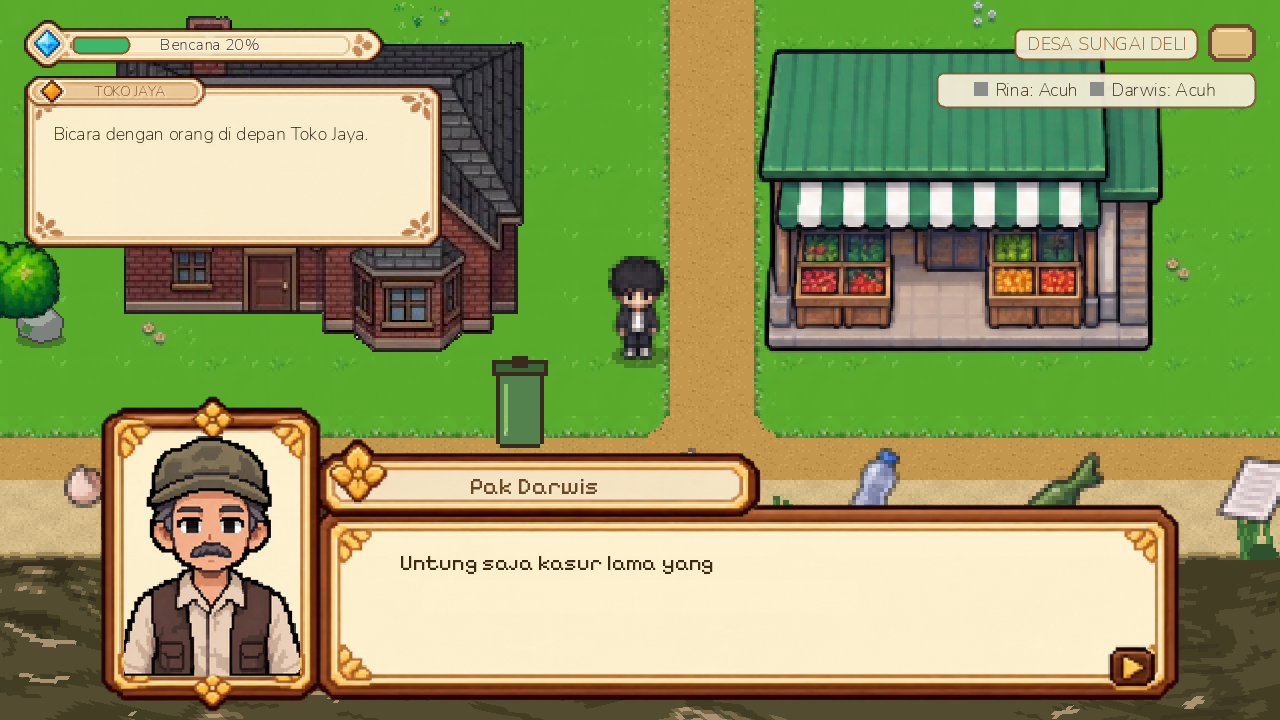 Bencana 20%
TOKO JAYA
Bicara dengan orang di depan Toko Jaya.
DESA SUNGAI DELI
Rina: Acuh
Darwis: Acuh
Pak Darwis
Untung saja kasur lama yang